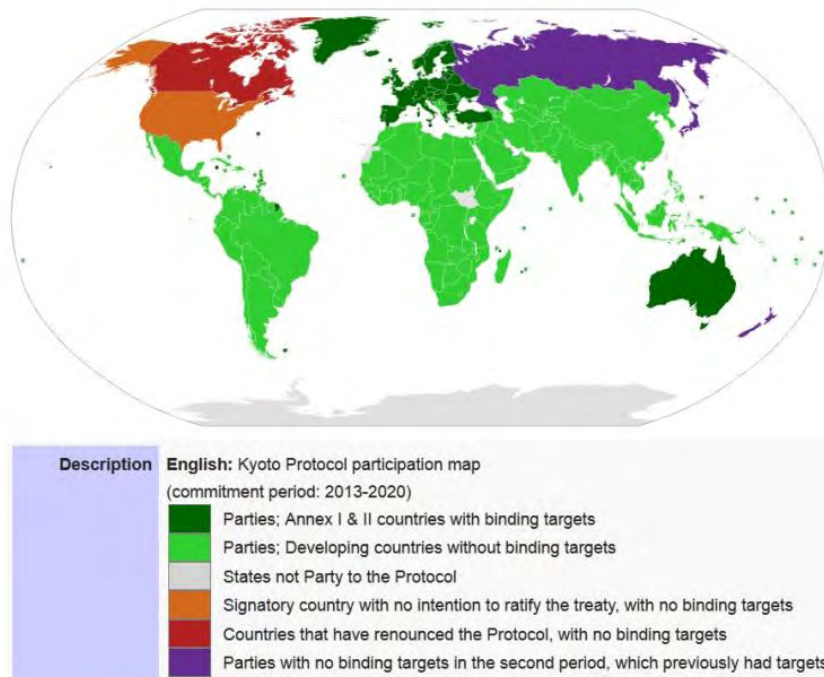 Description English: Kyoto Protocol participation map
(commitment period: 2013-2020)
Parties; Annex I & II countries with binding targets
Parties; Developing countries without binding targets
States not Party to the Protocol
Signatory country with no intention to ratify the treaty, with no binding targets
Countries that have renounced the Protocol, with no binding targets
Parties with no binding targets in the second period, which previously had targets